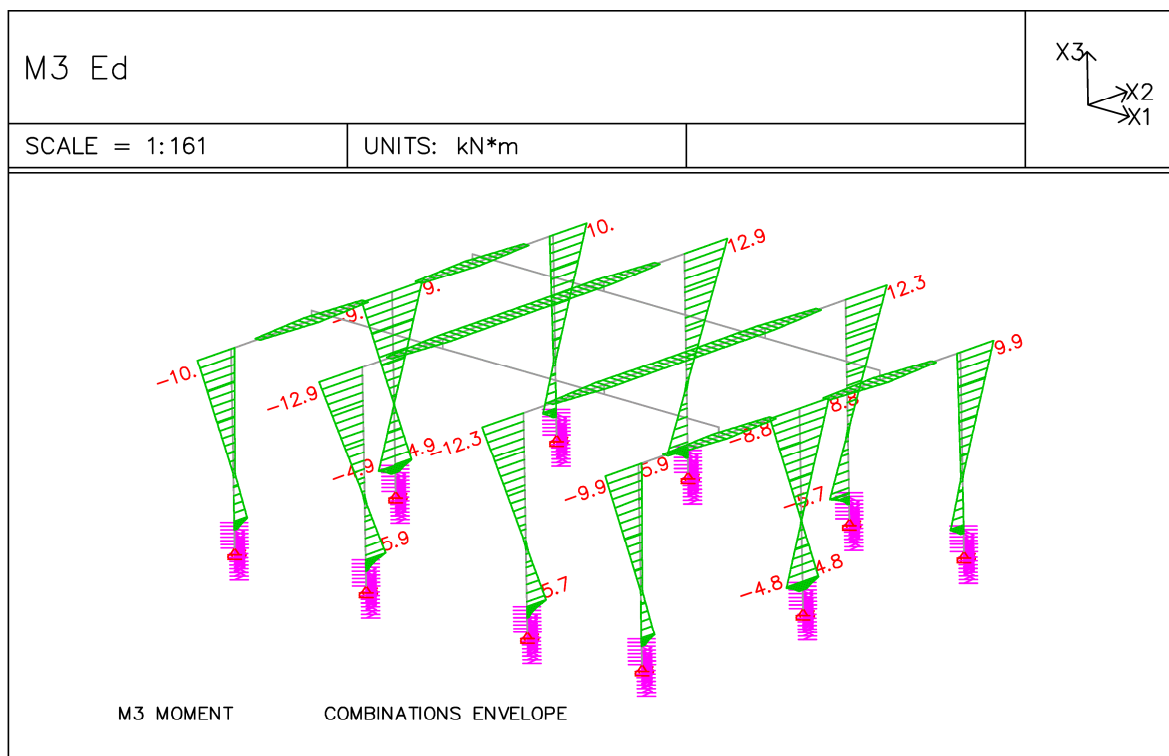 M3 Ed
X3
X2
X1
SCALE = 1:161
UNITS: kN*m
10.
12.9
12.3
9.9
9.
-9.
-10.
-12.9
-12.3
-9.9
8.8
-8.8
4.9
-4.9
5.9
-5.7
5.9
5.7
4.8
-4.8
M3 MOMENT
COMBINATIONS ENVELOPE